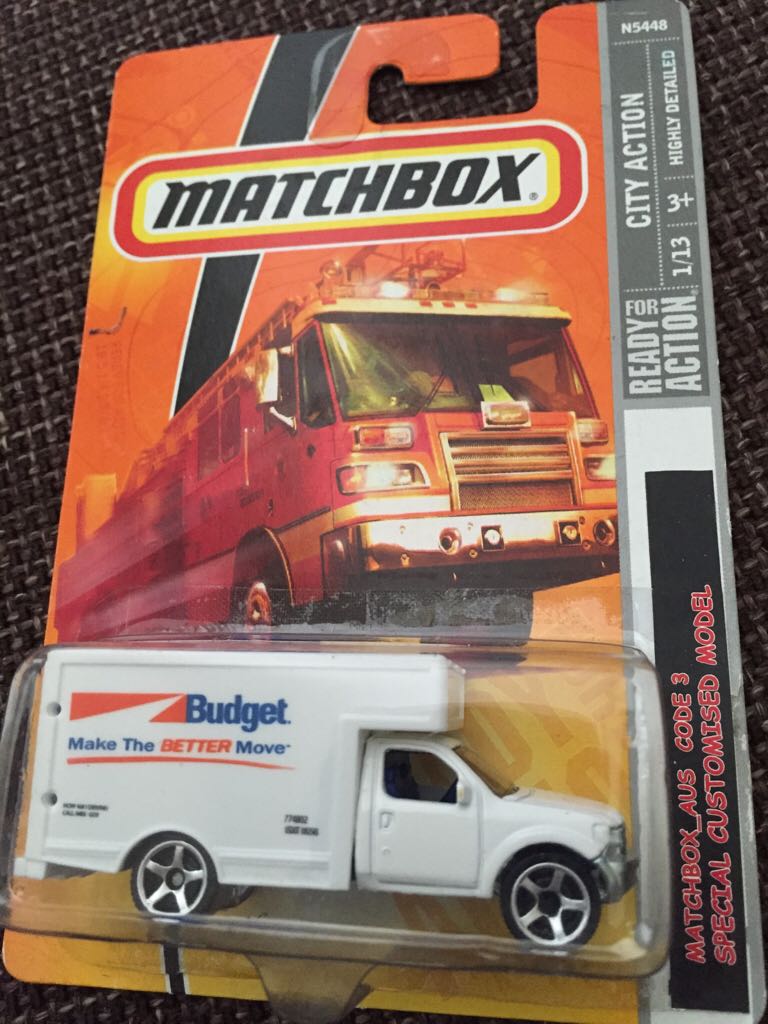 N5448
MATCHBOX®
CITY ACTION
HIGHLY DETAILED
1/13
3+
READY FOR ACTION®
Budget.
Make The BETTER Move
MATCHBOX_AUS CODE 3
SPECIAL CUSTOMISED MODEL